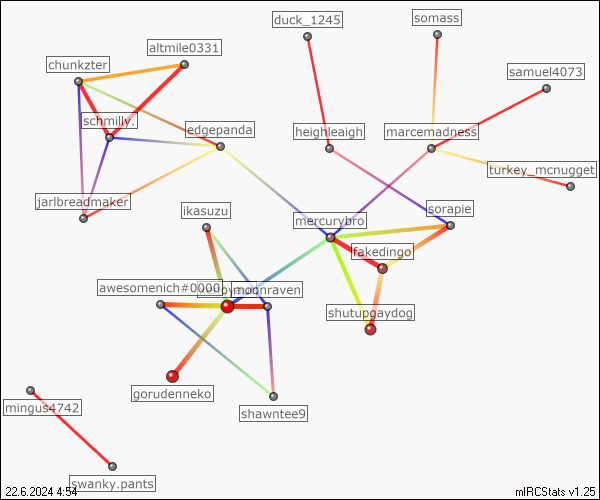 duck_1245
somass
altmile0331
chunkzter
samuel4073
schmilly.
edgepanda
heighleaigh
marcemadness
turkey_mcnugget
jarlbreadmaker
ikasuzu
mercurybro
sorapie
fakedingo
awesomenich#0000
moonraven
shutupgaydog
gorudenneko
shawntee9
mingus4742
swanky.pants
22.6.2024 4:54
mIRCStats v1.25